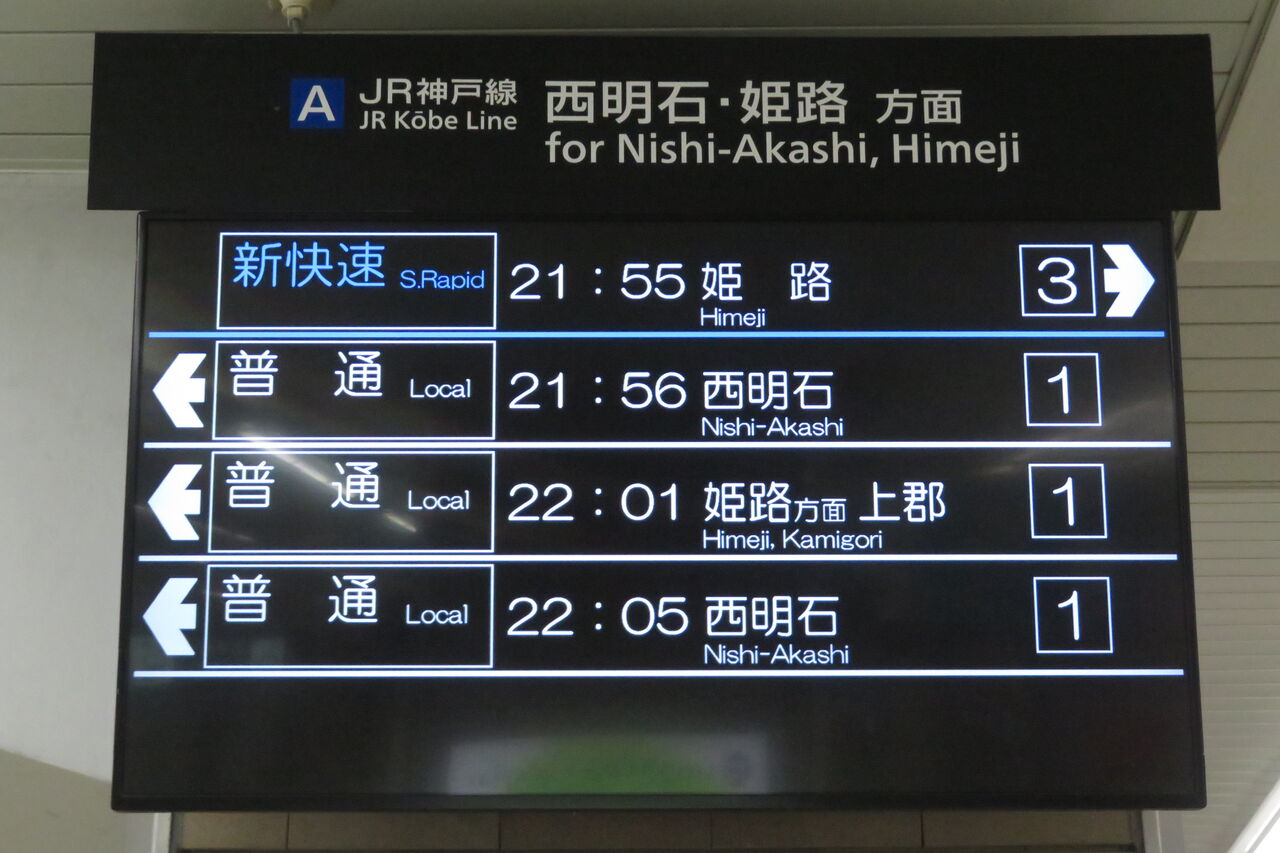 A JR神戸線 西明石・姫路 方面
JR Kōbe Line for Nishi-Akashi, Himeji
新快速 S.Rapid 21:55 姫路 3
Himeji
普通 Local 21:56 西明石 1
Nishi-Akashi
普通 Local 22:01 姫路方面 上郡 1
Himeji, Kamigori
普通 Local 22:05 西明石 1
Nishi-Akashi